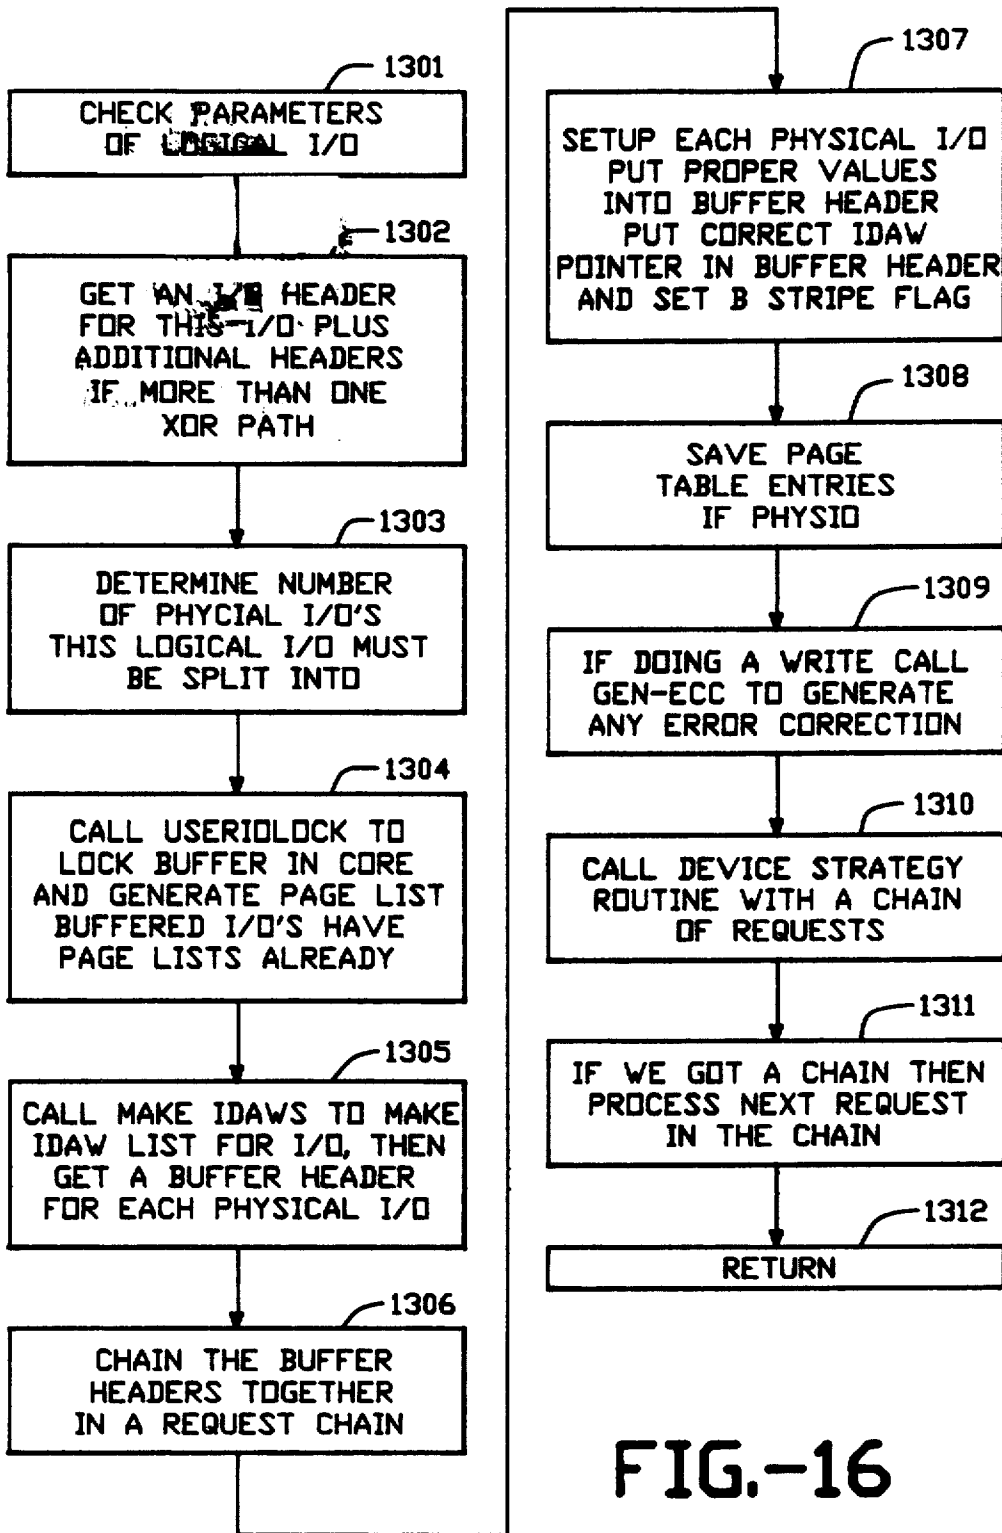 1301
CHECK PARAMETERS
OF LOGICAL I/O
1302
GET AN I/O HEADER
FOR THIS I/O PLUS
ADDITIONAL HEADERS
IF MORE THAN ONE
XOR PATH
1303
DETERMINE NUMBER
OF PHYCIAL I/O'S
THIS LOGICAL I/O MUST
BE SPLIT INTO
1304
CALL USERIOLOCK TO
LOCK BUFFER IN CORE
AND GENERATE PAGE LIST
BUFFERED I/O'S HAVE
PAGE LISTS ALREADY
1305
CALL MAKE IDAWS TO MAKE
IDAW LIST FOR I/O, THEN
GET A BUFFER HEADER
FOR EACH PHYSICAL I/O
1306
CHAIN THE BUFFER
HEADERS TOGETHER
IN A REQUEST CHAIN
1307
SETUP EACH PHYSICAL I/O
PUT PROPER VALUES
INTO BUFFER HEADER
PUT CORRECT IDAW
POINTER IN BUFFER HEADER
AND SET B STRIPE FLAG
1308
SAVE PAGE
TABLE ENTRIES
IF PHYSIO
1309
IF DOING A WRITE CALL
GEN-ECC TO GENERATE
ANY ERROR CORRECTION
1310
CALL DEVICE STRATEGY
ROUTINE WITH A CHAIN
OF REQUESTS
1311
IF WE GOT A CHAIN THEN
PROCESS NEXT REQUEST
IN THE CHAIN
1312
RETURN
FIG.-16